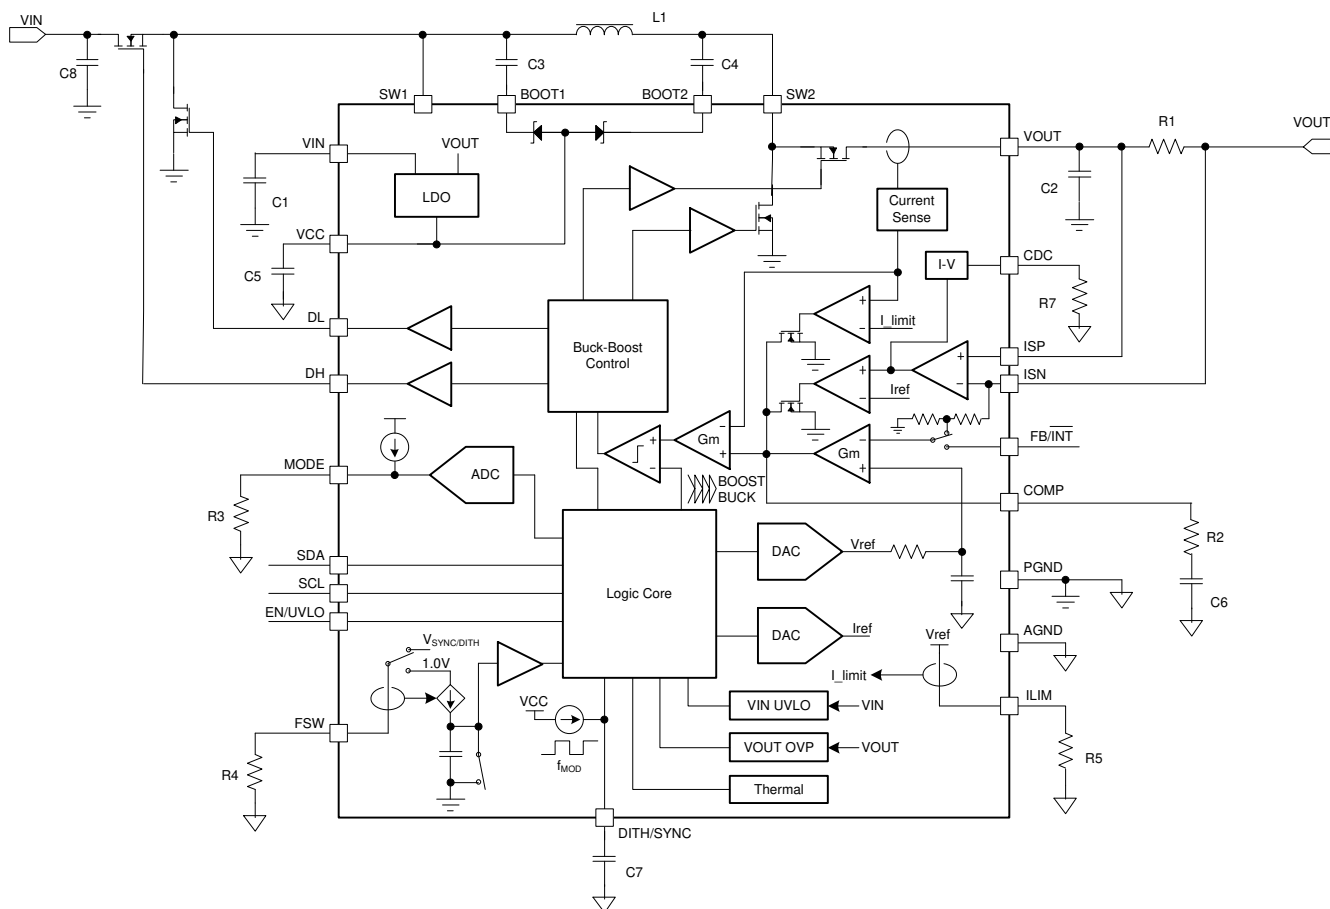 VIN
L1
C8
C3
C4
SW1
BOOT1
BOOT2
SW2
VOUT
R1
VOUT
VIN
VOUT
C1
LDO
C2
Current
Sense
VCC
C5
I-V
CDC
R7
DL
Buck-Boost
Control
+
−
I_limit
ISP
DH
+
−
Iref
+
−
ISN
FB/INT
Gm
−
+
Gm
−
+
+
−
MODE
ADC
BOOST
BUCK
COMP
R3
R2
C6
SDA
SCL
EN/UVLO
Logic Core
DAC
Vref
PGND
DAC
Iref
AGND
VSYNC/DITH
1.0V
Vref
I_limit
ILIM
FSW
R4
VCC
fMOD
VIN UVLO
VIN
VOUT OVP
VOUT
Thermal
R5
DITH/SYNC
C7